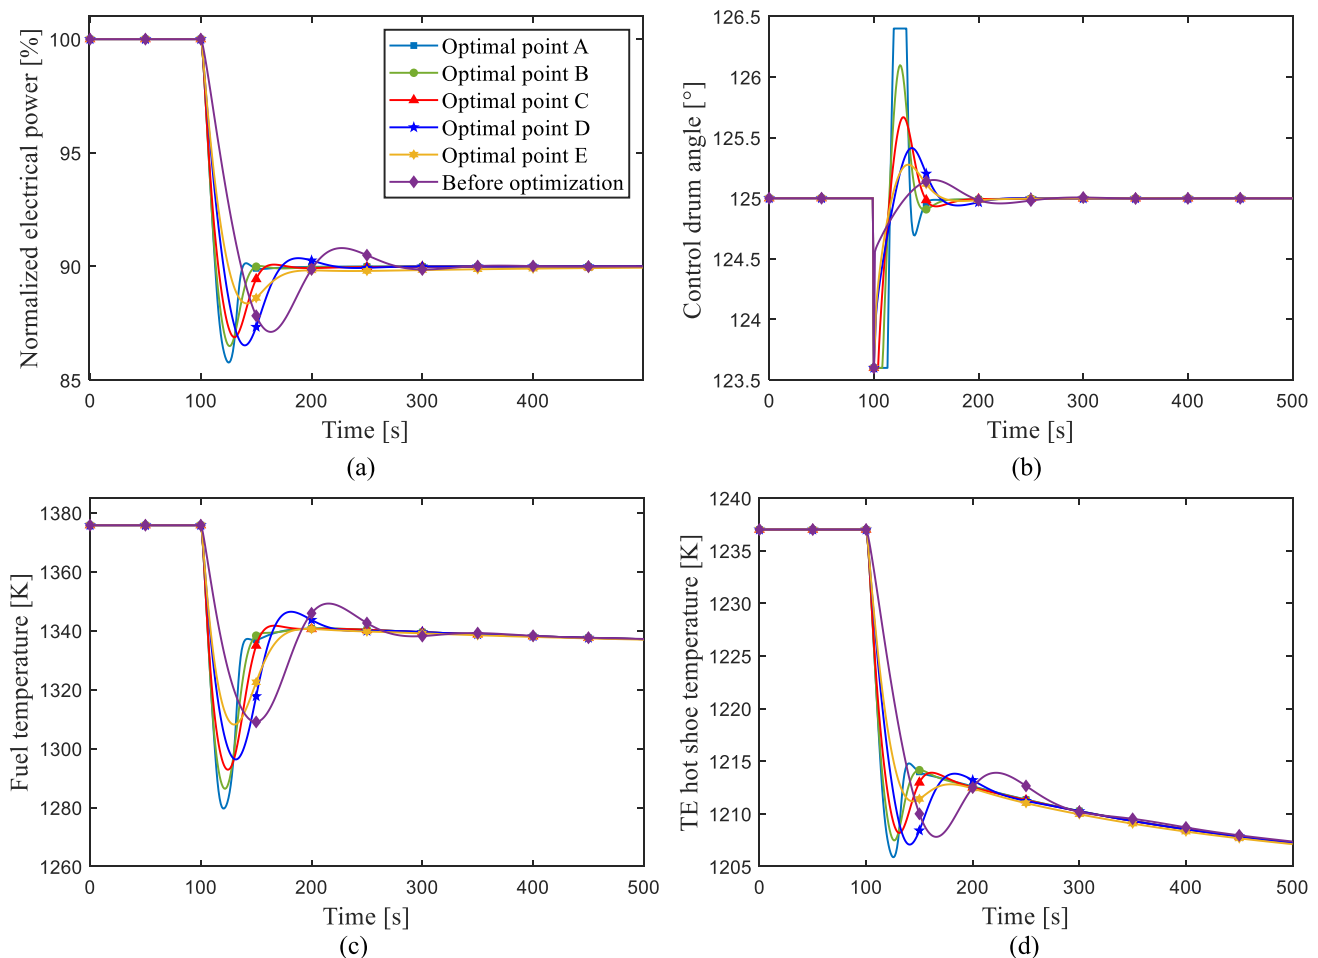 Normalized electrical power [%]
100
95
90
85
0
100
200
300
400
500
Time [s]
(a)
Optimal point A
Optimal point B
Optimal point C
Optimal point D
Optimal point E
Before optimization
Control drum angle [°]
126.5
126
125.5
125
124.5
124
123.5
0
100
200
300
400
500
Time [s]
(b)
Fuel temperature [K]
1380
1360
1340
1320
1300
1280
1260
0
100
200
300
400
500
Time [s]
(c)
TE hot shoe temperature [K]
1240
1235
1230
1225
1220
1215
1210
1205
0
100
200
300
400
500
Time [s]
(d)